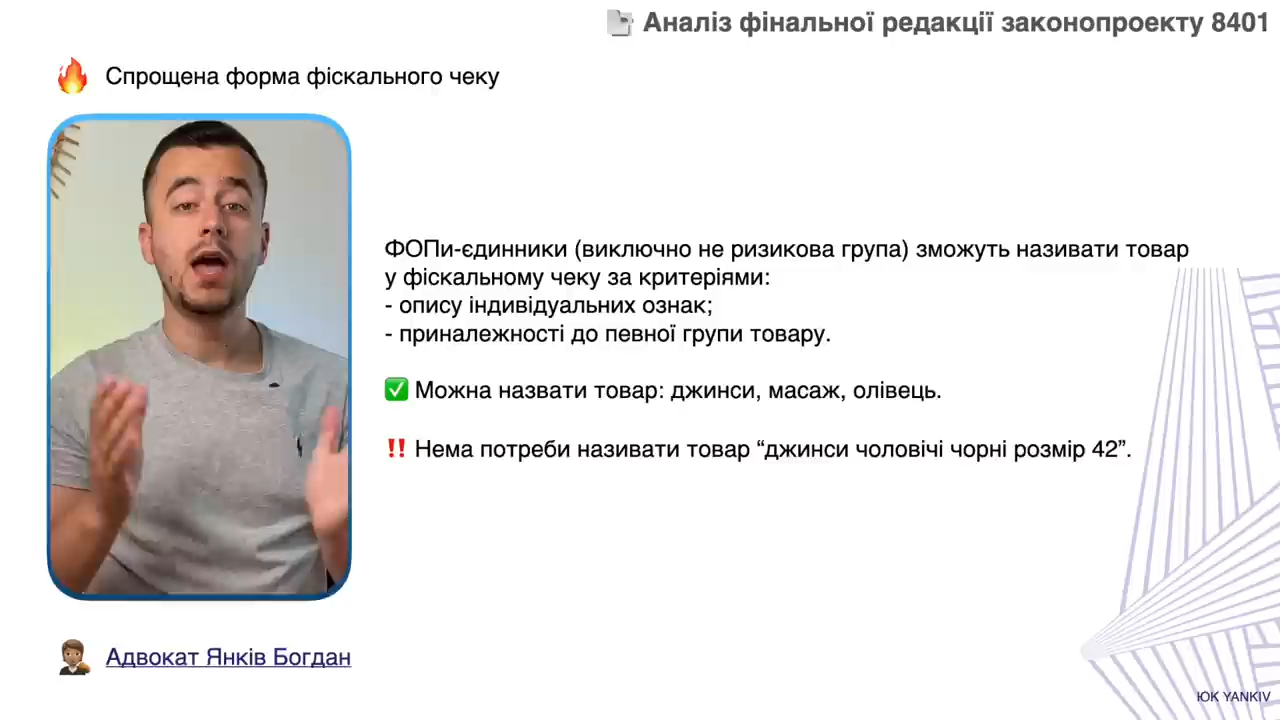 Аналіз фінальної редакції законопроекту 8401
Спрощена форма фіскального чеку
ФОПи-єдинники (виключно не ризикова група) зможуть називати товар
у фіскальному чеку за критеріями:
- опису індивідуальних ознак;
- приналежності до певної групи товару.
✅ Можна назвати товар: джинси, масаж, олівець.
‼️ Нема потреби називати товар “джинси чоловічі чорні розмір 42”.
Адвокат Янків Богдан
ЮК YANKIV